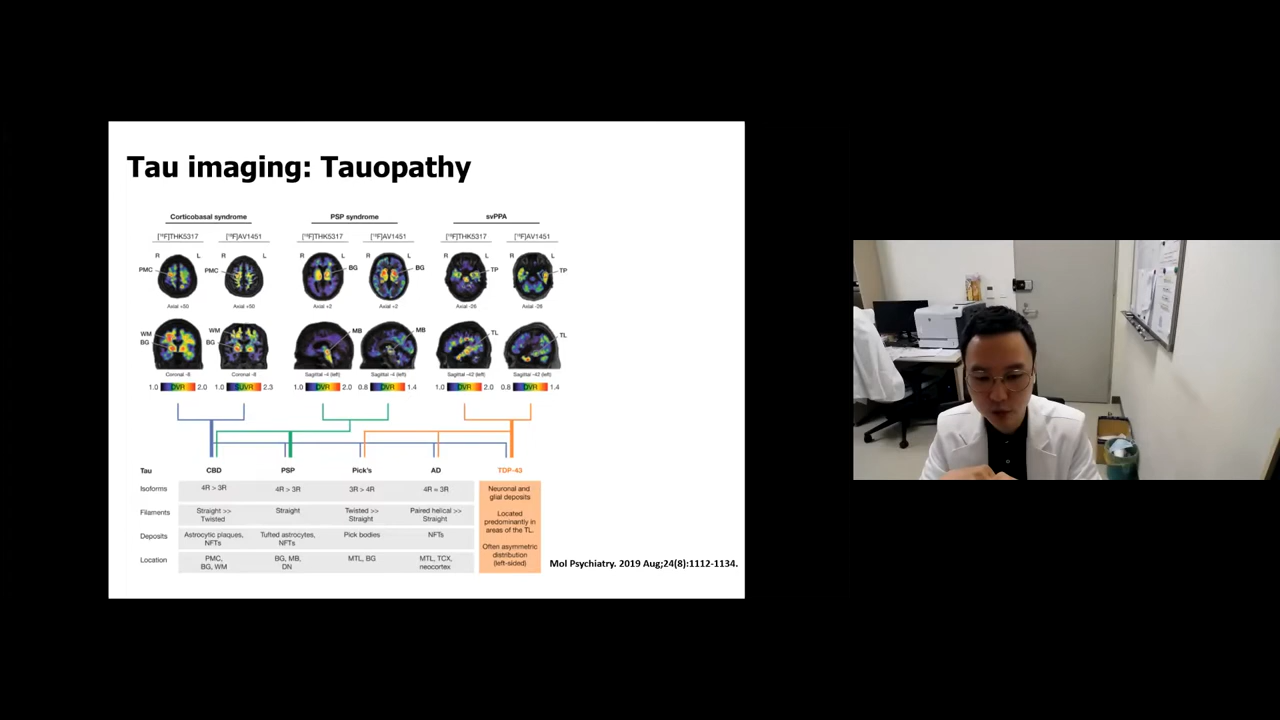 Tau imaging: Tauopathy
Corticobasal syndrome PSP syndrome svPPA
[¹⁸F]THK5317 [¹⁸F]AV1451 [¹⁸F]THK5317 [¹⁸F]AV1451 [¹⁸F]THK5317 [¹⁸F]AV1451
R L R L R L R L R L R L
PMC PMC BG BG TP TP
Axial +50 Axial +50 Axial +2 Axial +2 Axial -26 Axial -26
WM BG WM BG MB MB TL TL
Coronal -8 Coronal -8 Sagittal -4 (left) Sagittal -4 (left) Sagittal -42 (left) Sagittal -42 (left)
1.0 DVR 2.0 1.0 SUVR 2.3 1.0 DVR 2.0 0.8 DVR 1.4 1.0 DVR 2.0 0.8 DVR 1.4
Tau CBD PSP Pick's AD TDP-43
Isoforms 4R > 3R 4R > 3R 3R > 4R 4R = 3R Neuronal and
glial deposits
Filaments Straight >> Straight Twisted >> Paired helical >> Located
Twisted Straight Straight predominantly in
areas of the TL.
Deposits Astrocytic plaques, Tufted astrocytes, Pick bodies NFTs
NFTs NFTs Often asymmetric
distribution
Location PMC, BG, MB, MTL, BG MTL, TCX, (left-sided)
BG, WM DN neocortex
Mol Psychiatry. 2019 Aug;24(8):1112-1134.